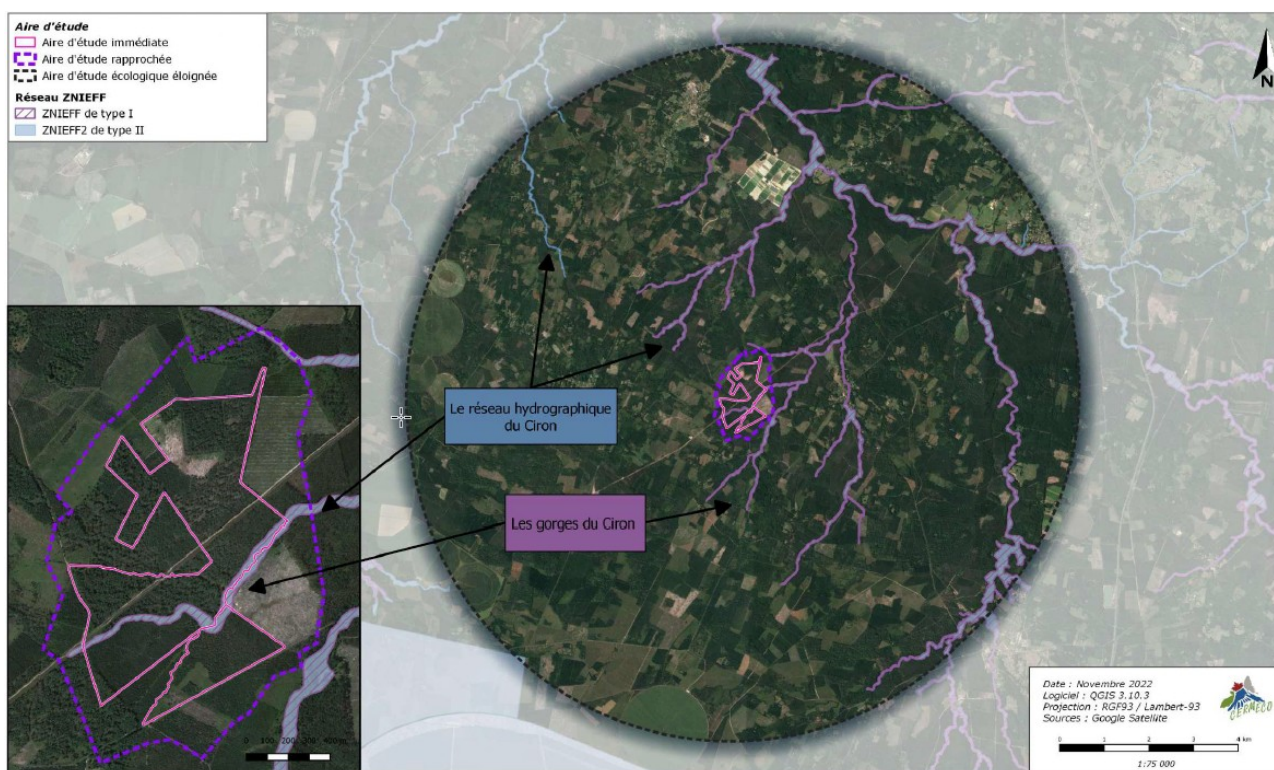 Aire d'étude
Aire d'étude immédiate
Aire d'étude rapprochée
Aire d'étude écologique éloignée
Réseau ZNIEFF
ZNIEFF de type I
ZNIEFF2 de type II
N
Le réseau hydrographique
du Ciron
Les gorges du Ciron
0 100 200 300 400 m
Date : Novembre 2022
Logiciel : QGIS 3.10.3
Projection : RGF93 / Lambert-93
Sources : Google Satellite
CERMECO
0 1 2 3 4 km
1:75 000